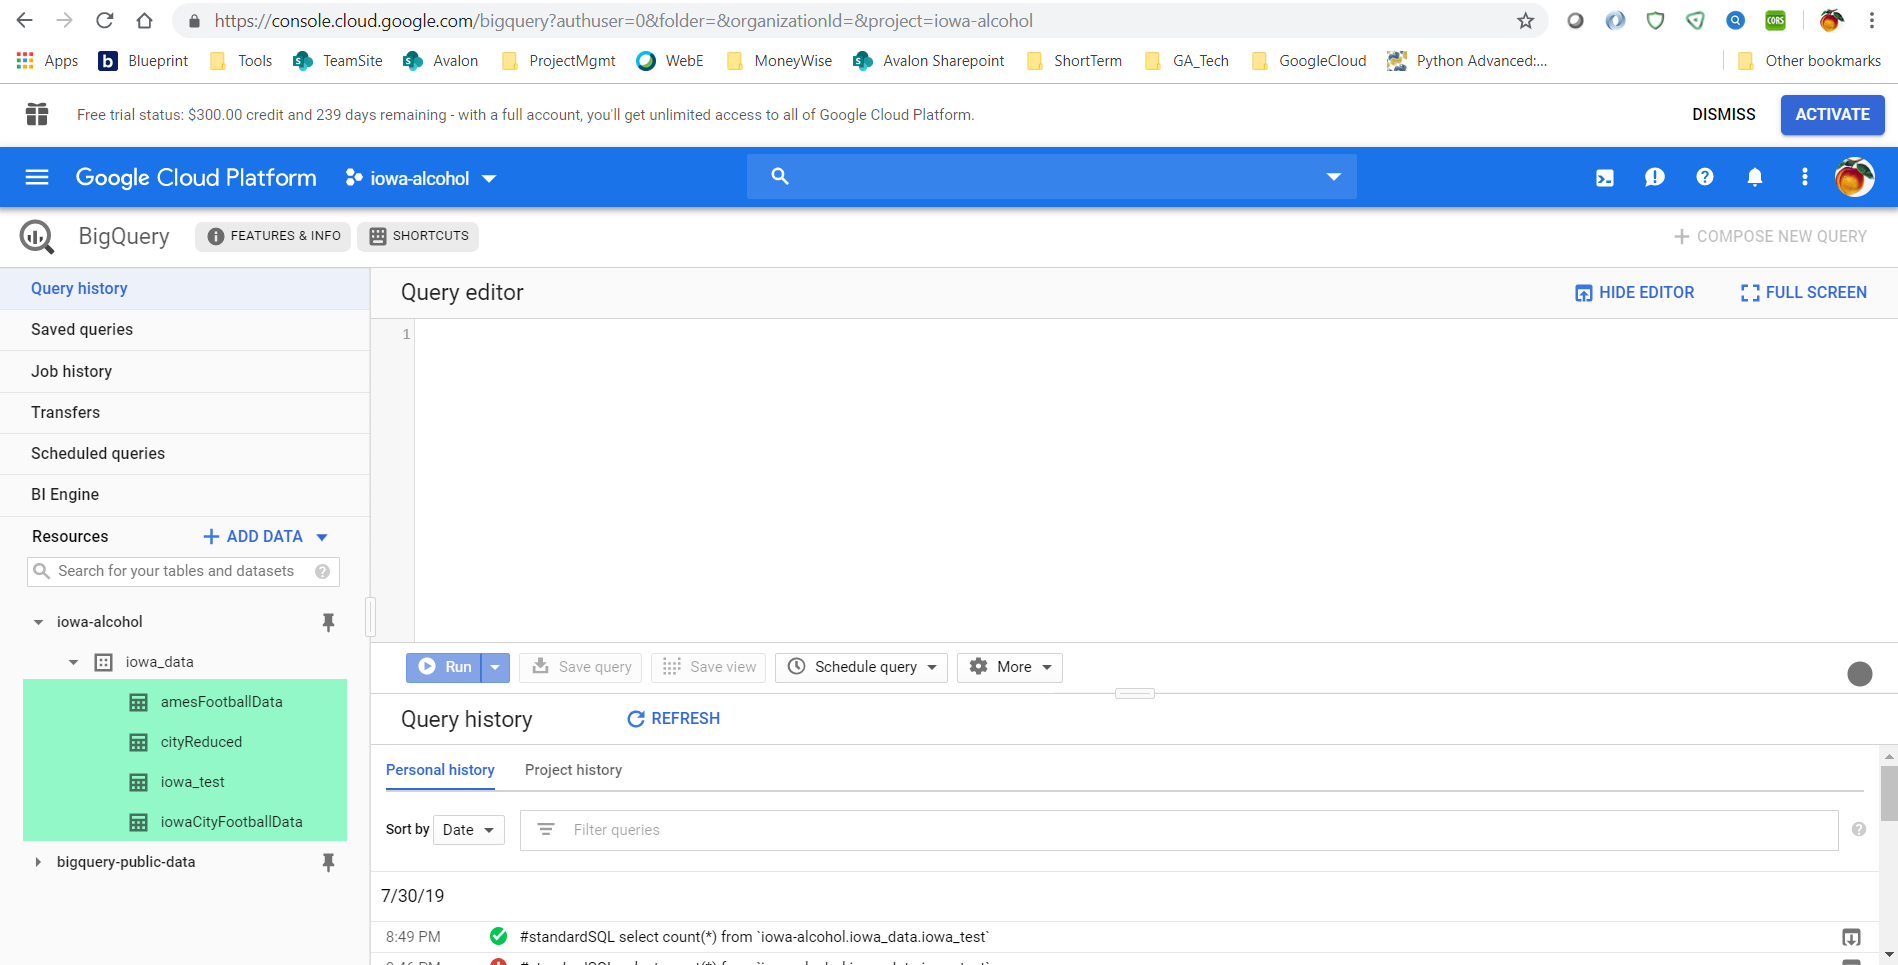 https://console.cloud.google.com/bigquery?authuser=0&folder=&organizationId=&project=iowa-alcohol
CORS
Apps Blueprint Tools TeamSite Avalon ProjectMgmt WebE MoneyWise Avalon Sharepoint ShortTerm GA_Tech GoogleCloud Python Advanced:... Other bookmarks
Free trial status: $300.00 credit and 239 days remaining - with a full account, you'll get unlimited access to all of Google Cloud Platform. DISMISS ACTIVATE
Google Cloud Platform iowa-alcohol
BigQuery FEATURES & INFO SHORTCUTS COMPOSE NEW QUERY
Query history
Saved queries
Job history
Transfers
Scheduled queries
BI Engine
Resources ADD DATA
Search for your tables and datasets
iowa-alcohol
iowa_data
amesFootballData
cityReduced
iowa_test
iowaCityFootballData
bigquery-public-data
Query editor HIDE EDITOR FULL SCREEN
1
Run Save query Save view Schedule query More
Query history REFRESH
Personal history Project history
Sort by Date Filter queries
7/30/19
8:49 PM #standardSQL select count(*) from `iowa-alcohol.iowa_data.iowa_test`